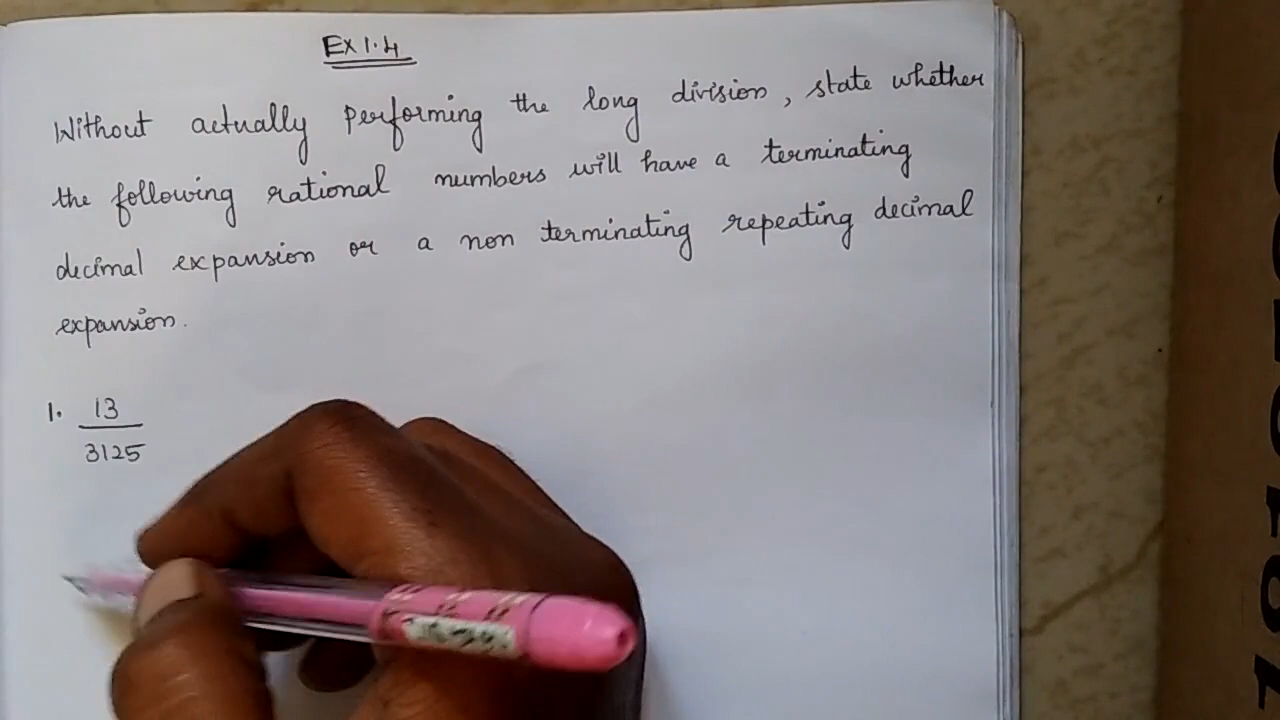 Ex 1.4
Without actually performing the long division, state whether
the following rational numbers will have a terminating
decimal expansion or a non terminating repeating decimal
expansion.
1. 13
3125